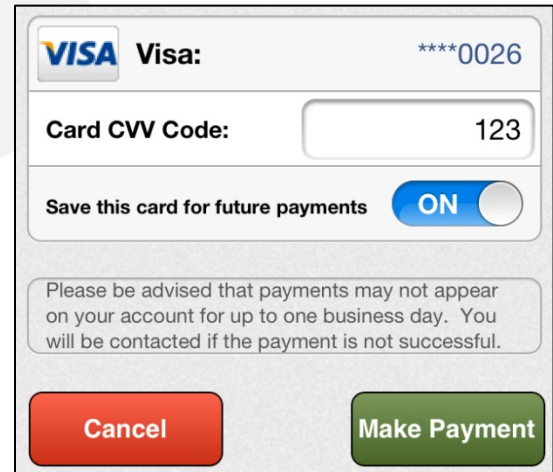 VISA Visa: ****0026
Card CVV Code: 123
Save this card for future payments ON
Please be advised that payments may not appear
on your account for up to one business day. You
will be contacted if the payment is not successful.
Cancel Make Payment